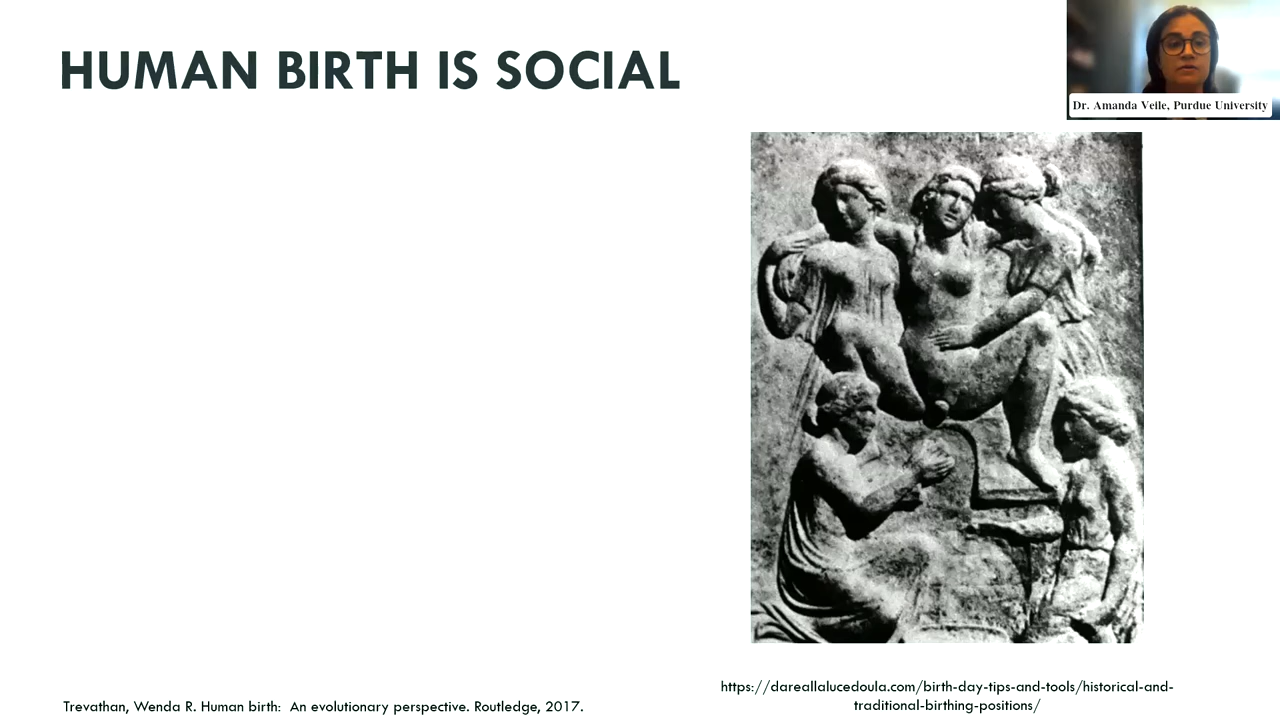 HUMAN BIRTH IS SOCIAL
Dr. Amanda Veile, Purdue University
https://dareallalucedoula.com/birth-day-tips-and-tools/historical-and-
traditional-birthing-positions/
Trevathan, Wenda R. Human birth:  An evolutionary perspective. Routledge, 2017.